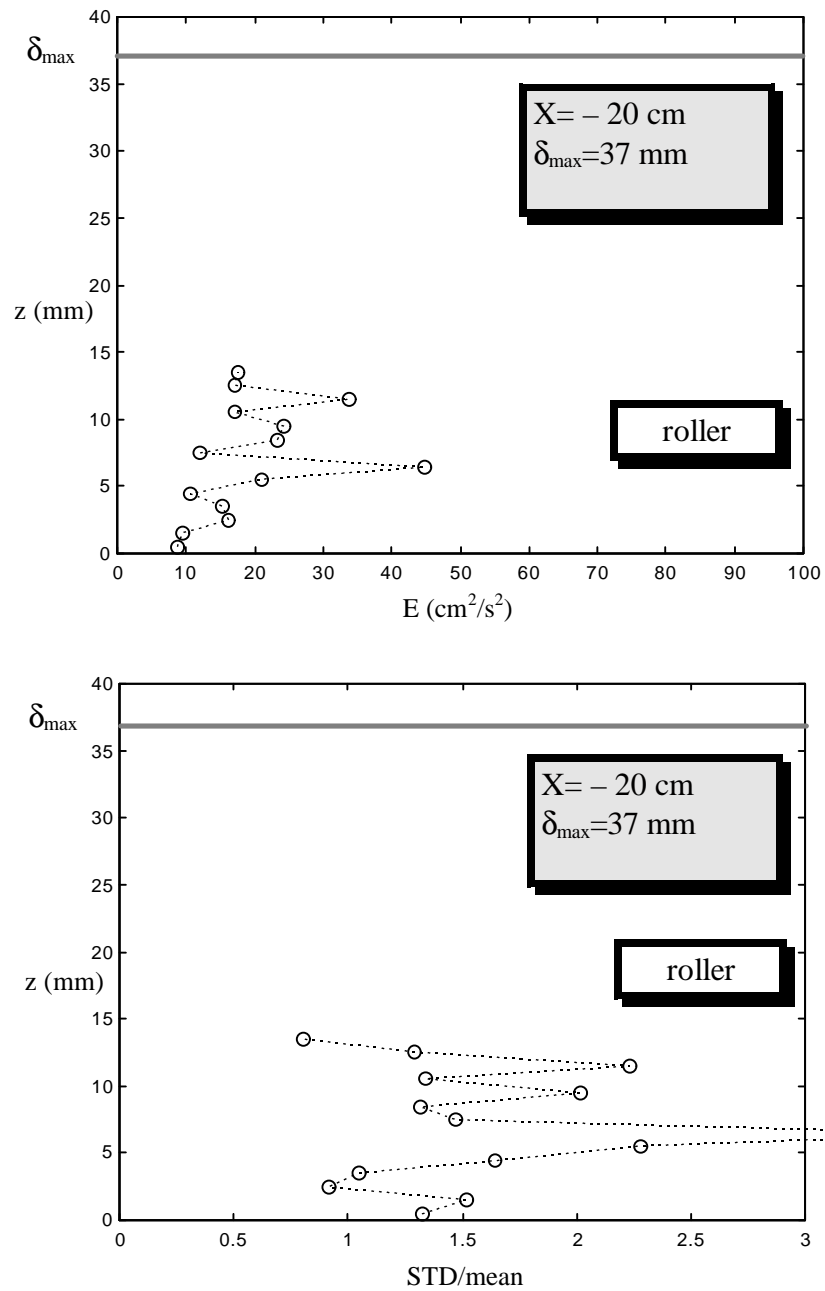 40
δmax
35
X= – 20 cm
δmax=37 mm
30
25
20
z (mm)
15
10
roller
5
0
0 10 20 30 40 50 60 70 80 90 100
E (cm²/s²)
40
δmax
35
X= – 20 cm
δmax=37 mm
30
25
20
roller
z (mm)
15
10
5
0
0 0.5 1 1.5 2 2.5 3
STD/mean